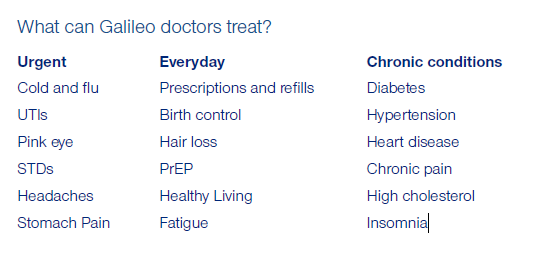 What can Galileo doctors treat?
Urgent Everyday Chronic conditions
Cold and flu Prescriptions and refills Diabetes
UTIs Birth control Hypertension
Pink eye Hair loss Heart disease
STDs PrEP Chronic pain
Headaches Healthy Living High cholesterol
Stomach Pain Fatigue Insomnia